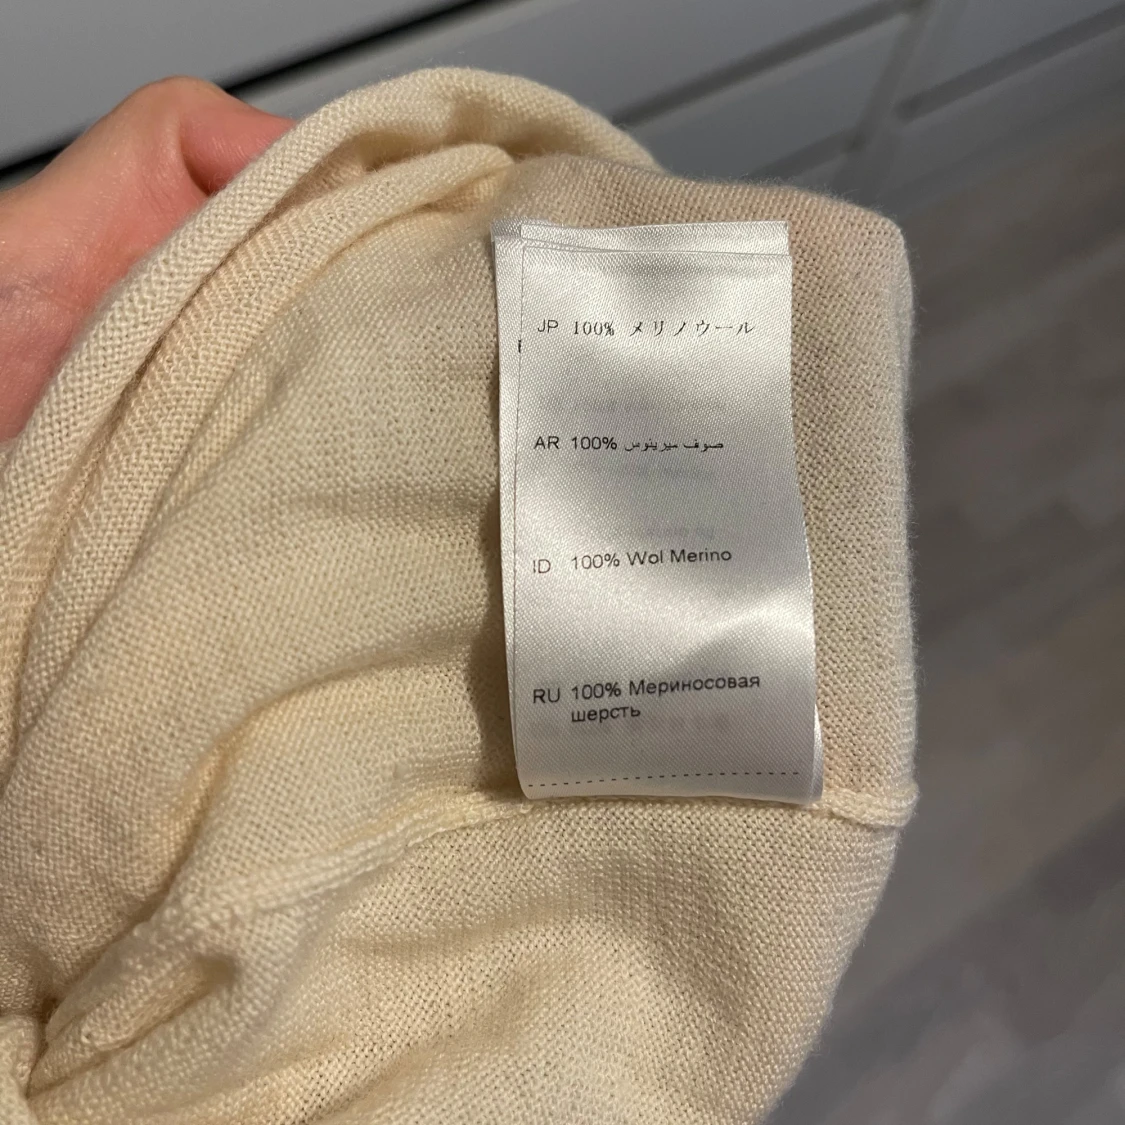 JP 100% メリノウール
AR 100% صوف ميرينوس
ID 100% Wol Merino
RU 100% Мериносовая
шерсть